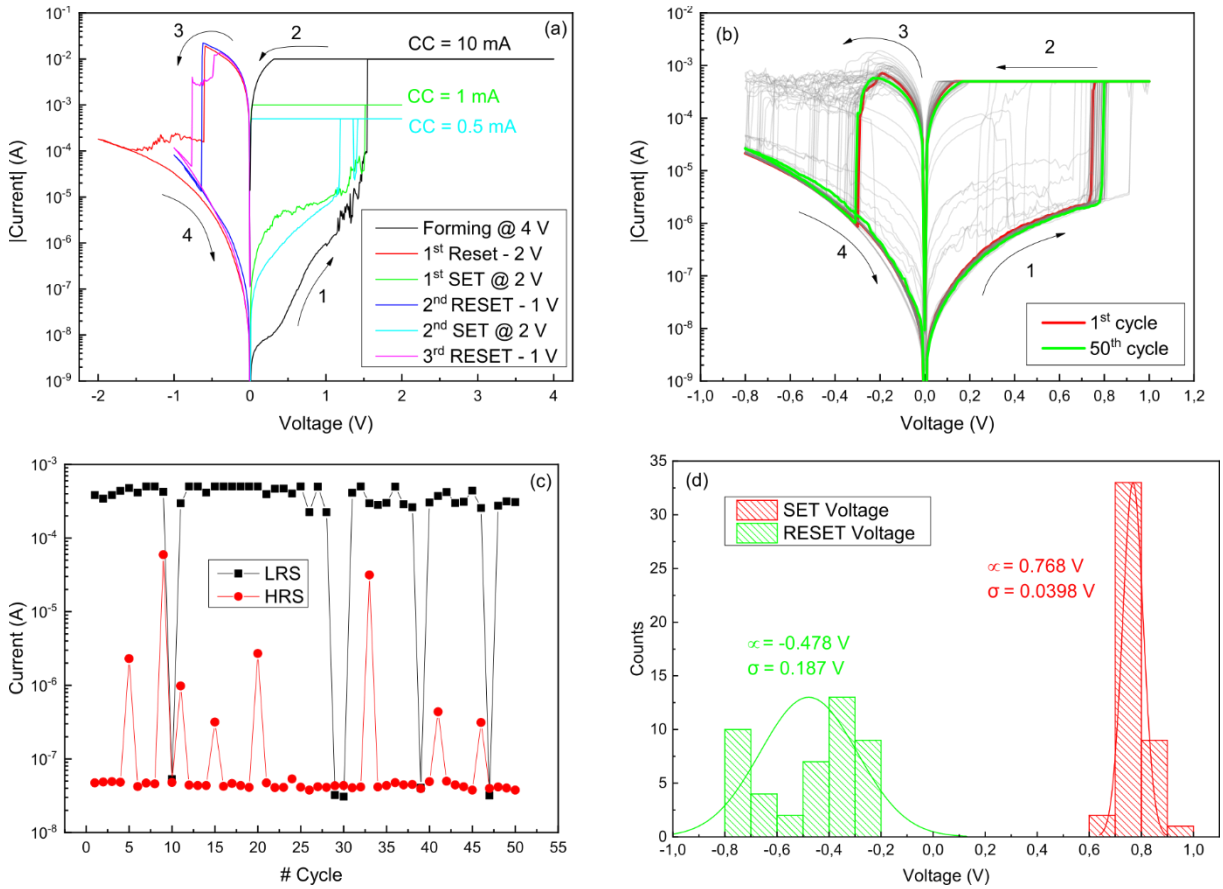 (a)
3
2
CC = 10 mA
CC = 1 mA
CC = 0.5 mA
4
1
Forming @ 4 V
1st Reset - 2 V
1st SET @ 2 V
2nd RESET - 1 V
2nd SET @ 2 V
3rd RESET - 1 V
10-1
10-2
10-3
10-4
10-5
10-6
10-7
10-8
10-9
|Current| (A)
-2 -1 0 1 2 3 4
Voltage (V)
(b)
3
2
4
1
1st cycle
50th cycle
10-1
10-2
10-3
10-4
10-5
10-6
10-7
10-8
10-9
|Current| (A)
-1,0 -0,8 -0,6 -0,4 -0,2 0,0 0,2 0,4 0,6 0,8 1,0 1,2
Voltage (V)
(c)
LRS
HRS
10-3
10-4
10-5
10-6
10-7
10-8
Current (A)
0 5 10 15 20 25 30 35 40 45 50 55
# Cycle
(d)
SET Voltage
RESET Voltage
∝ = 0.768 V
σ = 0.0398 V
∝ = -0.478 V
σ = 0.187 V
35
30
25
20
15
10
5
0
Counts
-1,0 -0,8 -0,6 -0,4 -0,2 0,0 0,2 0,4 0,6 0,8 1,0
Voltage (V)